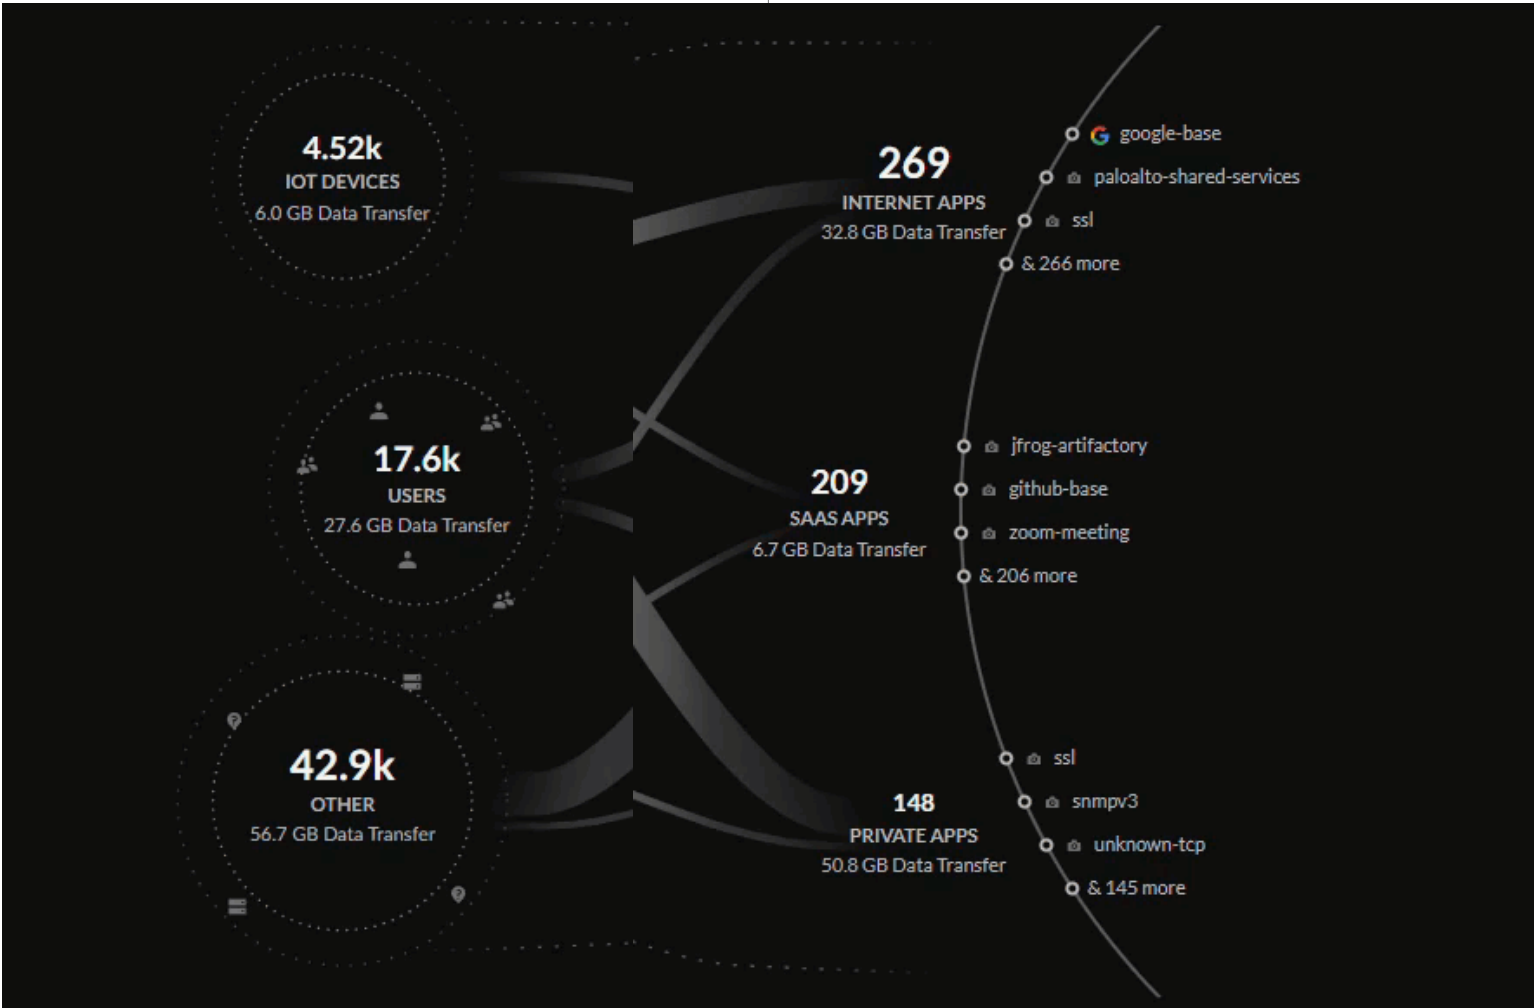 4.52k
IOT DEVICES
6.0 GB Data Transfer
17.6k
USERS
27.6 GB Data Transfer
42.9k
OTHER
56.7 GB Data Transfer
269
INTERNET APPS
32.8 GB Data Transfer
google-base
paloalto-shared-services
ssl
& 266 more
209
SAAS APPS
6.7 GB Data Transfer
jfrog-artifactory
github-base
zoom-meeting
& 206 more
148
PRIVATE APPS
50.8 GB Data Transfer
ssl
snmpv3
unknown-tcp
& 145 more